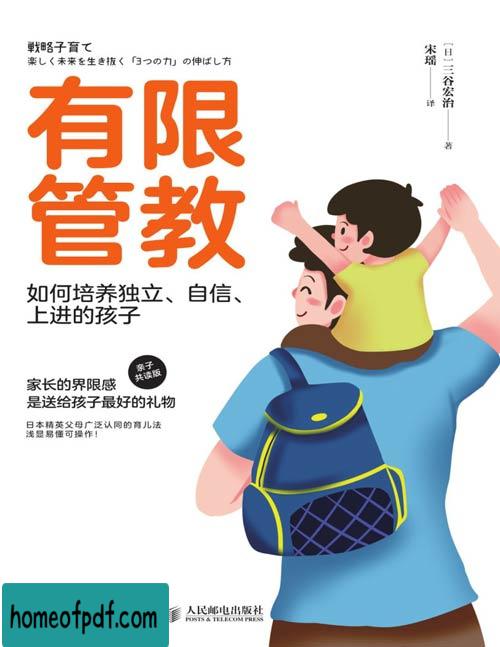 戦略子育て
楽しく未来を生き抜く「3つの力」の伸ばし方
[日]三谷宏治 著
宋瑶 译
有限
管教
如何培养独立、自信、
上进的孩子
亲子
共读版
家长的界限感
是送给孩子最好的礼物
日本精英父母广泛认同的育儿法
浅显易懂可操作！
homeofpdf.com
人民邮电出版社
POSTS & TELECOM PRESS